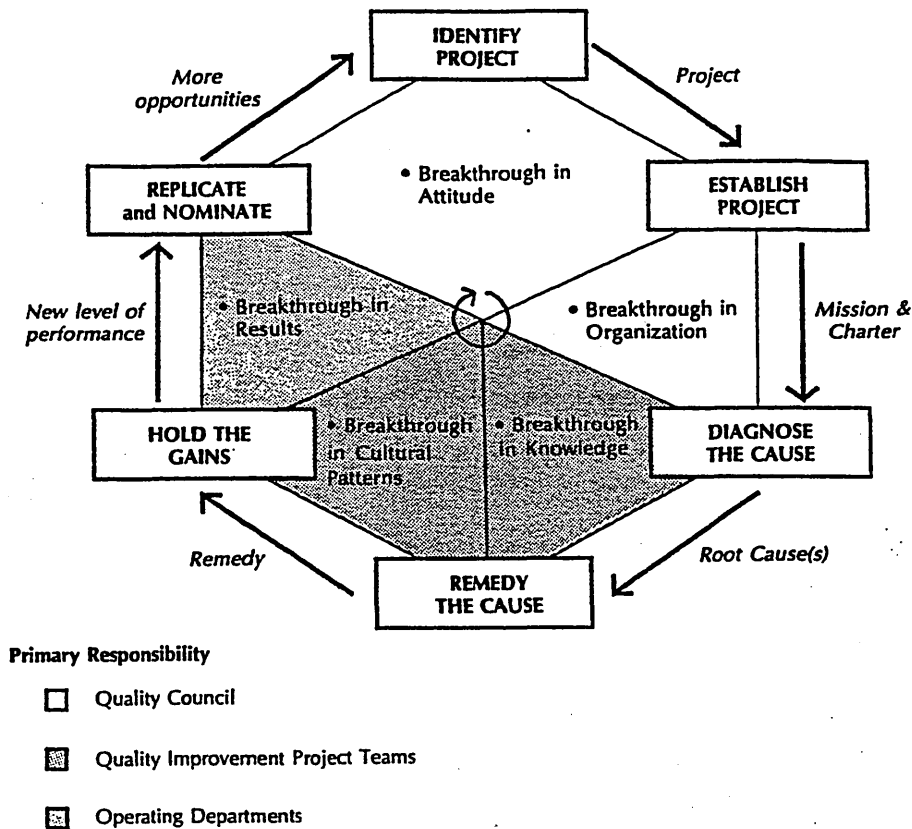 IDENTIFY
PROJECT
More
opportunities
Project
• Breakthrough in
Attitude
REPLICATE
and NOMINATE
ESTABLISH
PROJECT
New level of
performance
• Breakthrough in
Results
• Breakthrough in
Organization
Mission &
Charter
HOLD THE
GAINS
• Breakthrough
in Cultural
Patterns
• Breakthrough
in Knowledge
DIAGNOSE
THE CAUSE
Remedy
Root Cause(s)
REMEDY
THE CAUSE
Primary Responsibility
Quality Council
Quality Improvement Project Teams
Operating Departments